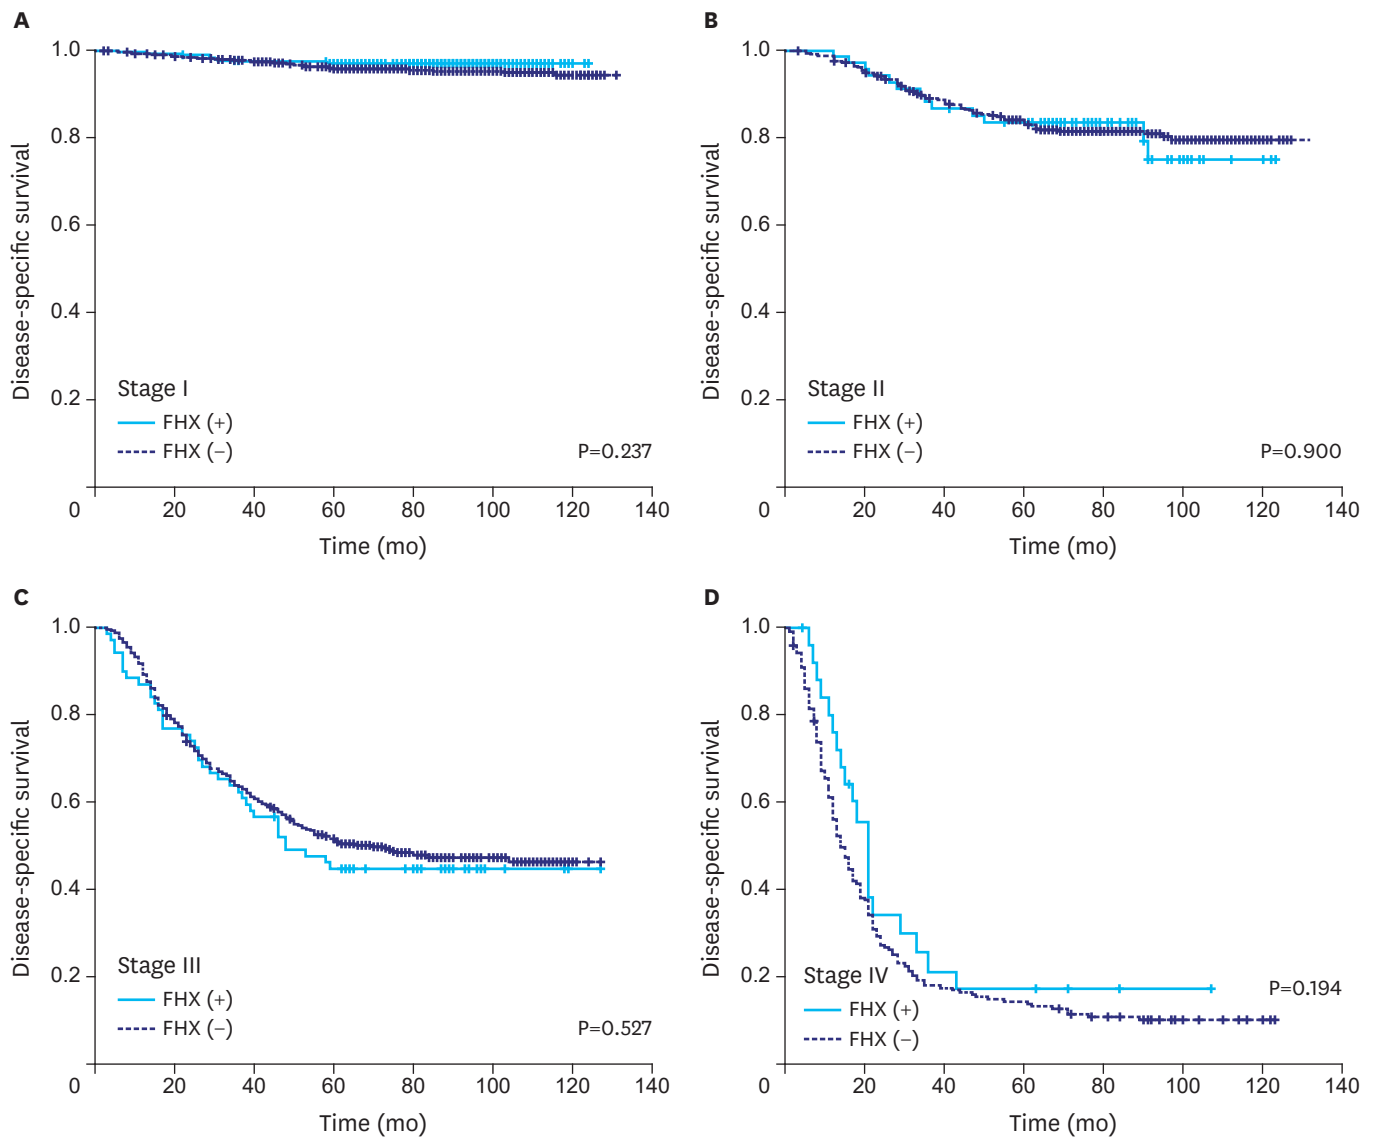 A
Disease-specific survival
1.0
0.8
0.6
0.4
0.2
0
Stage I
FHX (+)
FHX (−)
P=0.237
20 40 60 80 100 120 140
Time (mo)
B
Disease-specific survival
1.0
0.8
0.6
0.4
0.2
0
Stage II
FHX (+)
FHX (−)
P=0.900
20 40 60 80 100 120 140
Time (mo)
C
Disease-specific survival
1.0
0.8
0.6
0.4
0.2
0
Stage III
FHX (+)
FHX (−)
P=0.527
20 40 60 80 100 120 140
Time (mo)
D
Disease-specific survival
1.0
0.8
0.6
0.4
0.2
0
Stage IV
FHX (+)
FHX (−)
P=0.194
20 40 60 80 100 120 140
Time (mo)